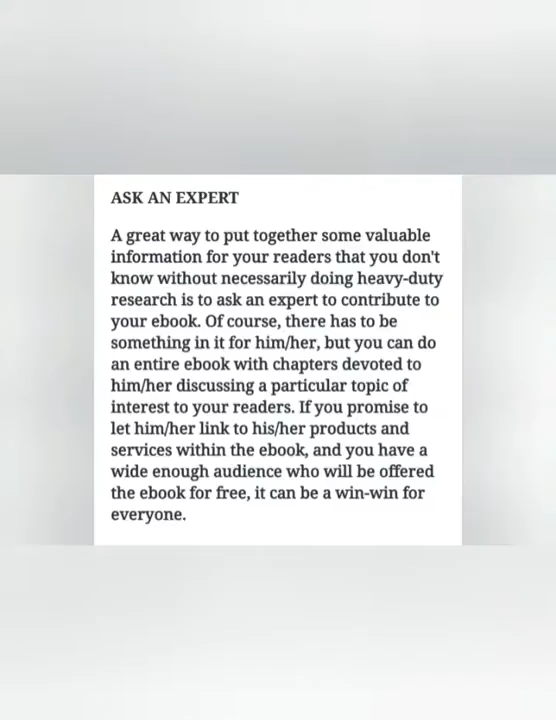 ASK AN EXPERT
A great way to put together some valuable
information for your readers that you don't
know without necessarily doing heavy-duty
research is to ask an expert to contribute to
your ebook. Of course, there has to be
something in it for him/her, but you can do
an entire ebook with chapters devoted to
him/her discussing a particular topic of
interest to your readers. If you promise to
let him/her link to his/her products and
services within the ebook, and you have a
wide enough audience who will be offered
the ebook for free, it can be a win-win for
everyone.